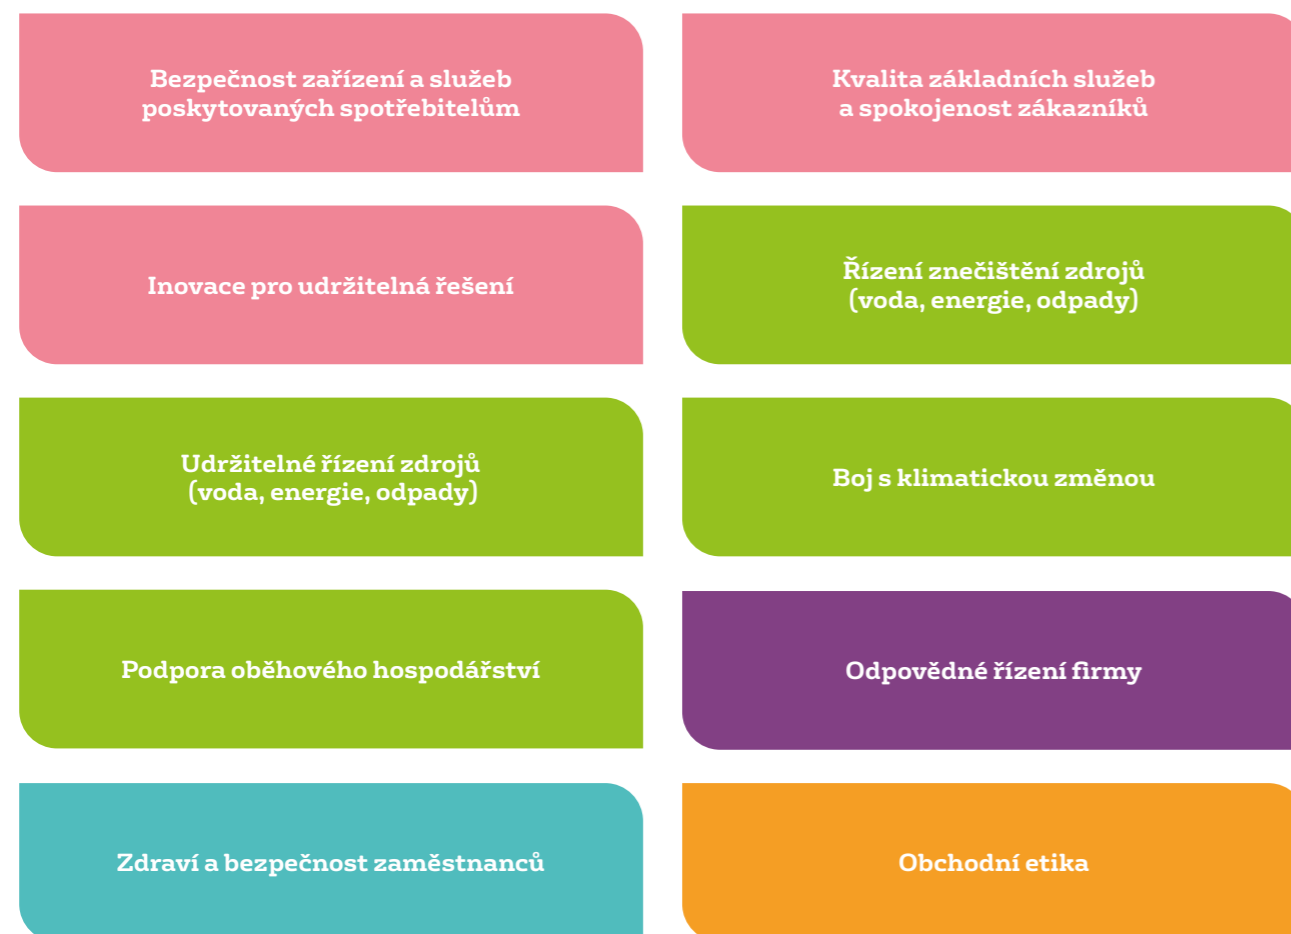 Bezpečnost zařízení a služeb
poskytovaných spotřebitelům
Kvalita základních služeb
a spokojenost zákazníků
Inovace pro udržitelná řešení
Řízení znečištění zdrojů
(voda, energie, odpady)
Udržitelné řízení zdrojů
(voda, energie, odpady)
Boj s klimatickou změnou
Podpora oběhového hospodářství
Odpovědné řízení firmy
Zdraví a bezpečnost zaměstnanců
Obchodní etika